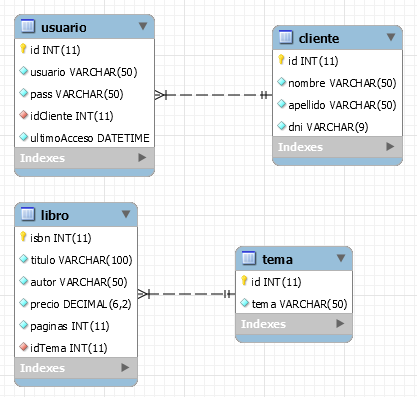 usuario
id INT(11)
usuario VARCHAR(50)
pass VARCHAR(50)
idCliente INT(11)
ultimoAcceso DATETIME
Indexes
cliente
id INT(11)
nombre VARCHAR(50)
apellido VARCHAR(50)
dni VARCHAR(9)
Indexes
libro
isbn INT(11)
titulo VARCHAR(100)
autor VARCHAR(50)
precio DECIMAL(6,2)
paginas INT(11)
idTema INT(11)
Indexes
tema
id INT(11)
tema VARCHAR(50)
Indexes